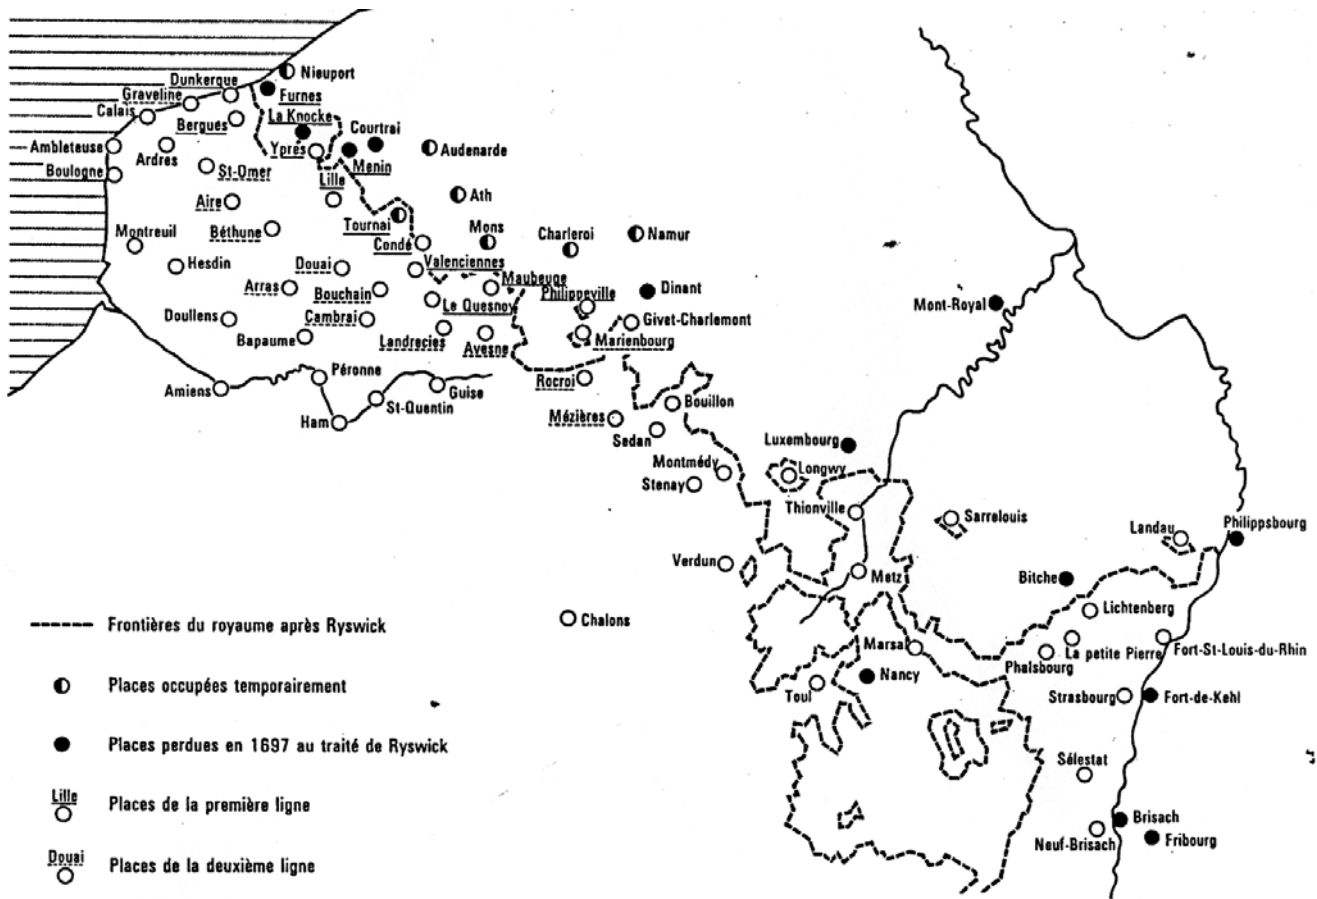 Nieuport
Dunkerque
Furnes
Graveline
Calais
La Knocke
Bergues
Courtrai
Ambleteuse
Ardres
Ypres
Audenarde
Boulogne
St-Omer
Menin
Lille
Aire
Ath
Tournai
Mons
Béthune
Montreuil
Condé
Charleroi
Namur
Hesdin
Douai
Valenciennes
Arras
Bouchain
Maubeuge
Philippeville
Dinant
Mont-Royal
Le Quesnoy
Doullens
Cambrai
Givet-Charlemont
Bapaume
Landrecies
Avesne
Marienbourg
Péronne
Rocroi
Amiens
Guise
St-Quentin
Bouillon
Ham
Mézières
Sedan
Luxembourg
Montmédy
Longwy
Stenay
Thionville
Sarrelouis
Landau
Philippsbourg
Verdun
Metz
Bitche
Lichtenberg
Chalons
Marsal
La petite Pierre
Fort-St-Louis-du-Rhin
Phalsbourg
Nancy
Toul
Strasbourg
Fort-de-Kehl
Sélestat
Brisach
Neuf-Brisach
Fribourg
Frontières du royaume après Ryswick
Places occupées temporairement
Places perdues en 1697 au traité de Ryswick
Lille
Places de la première ligne
Douai
Places de la deuxième ligne